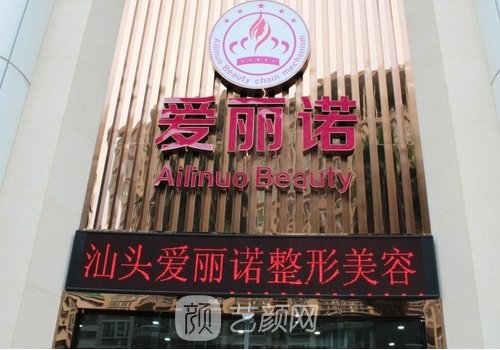 Ailinuo Beauty chain mechanism
爱丽诺
Ailinuo Beauty
汕头爱丽诺整形美容
颜 艺颜网